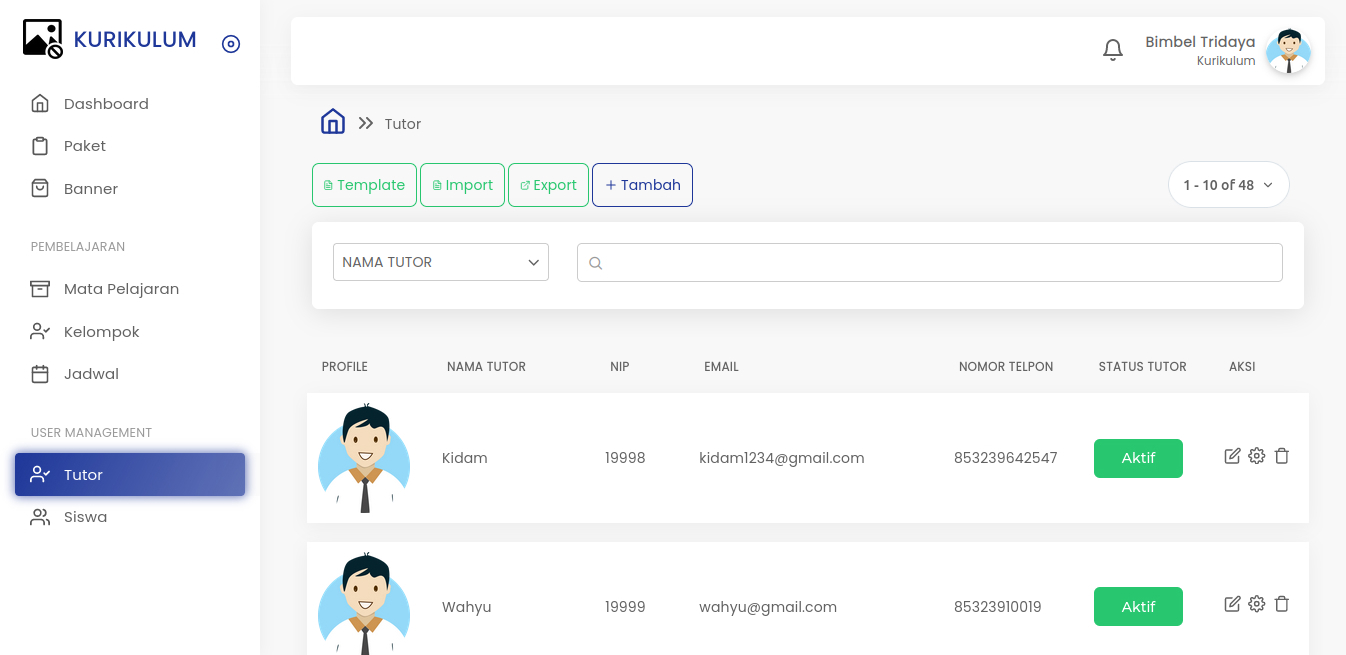 KURIKULUM
Dashboard
Paket
Banner
PEMBELAJARAN
Mata Pelajaran
Kelompok
Jadwal
USER MANAGEMENT
Tutor
Siswa
Bimbel Tridaya
Kurikulum
Tutor
Template Import Export + Tambah
1 - 10 of 48
NAMA TUTOR
PROFILE NAMA TUTOR NIP EMAIL NOMOR TELPON STATUS TUTOR AKSI
Kidam 19998 kidam1234@gmail.com 853239642547 Aktif
Wahyu 19999 wahyu@gmail.com 85323910019 Aktif